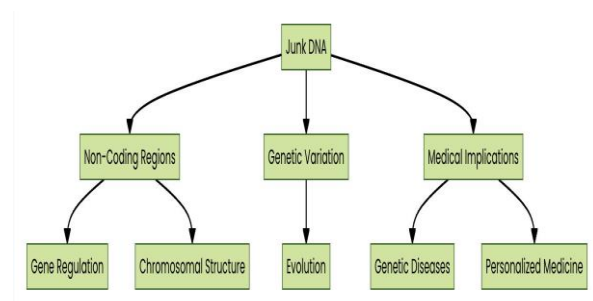 Junk DNA
Non-Coding Regions
Genetic Variation
Medical Implications
Gene Regulation
Chromosomal Structure
Evolution
Genetic Diseases
Personalized Medicine